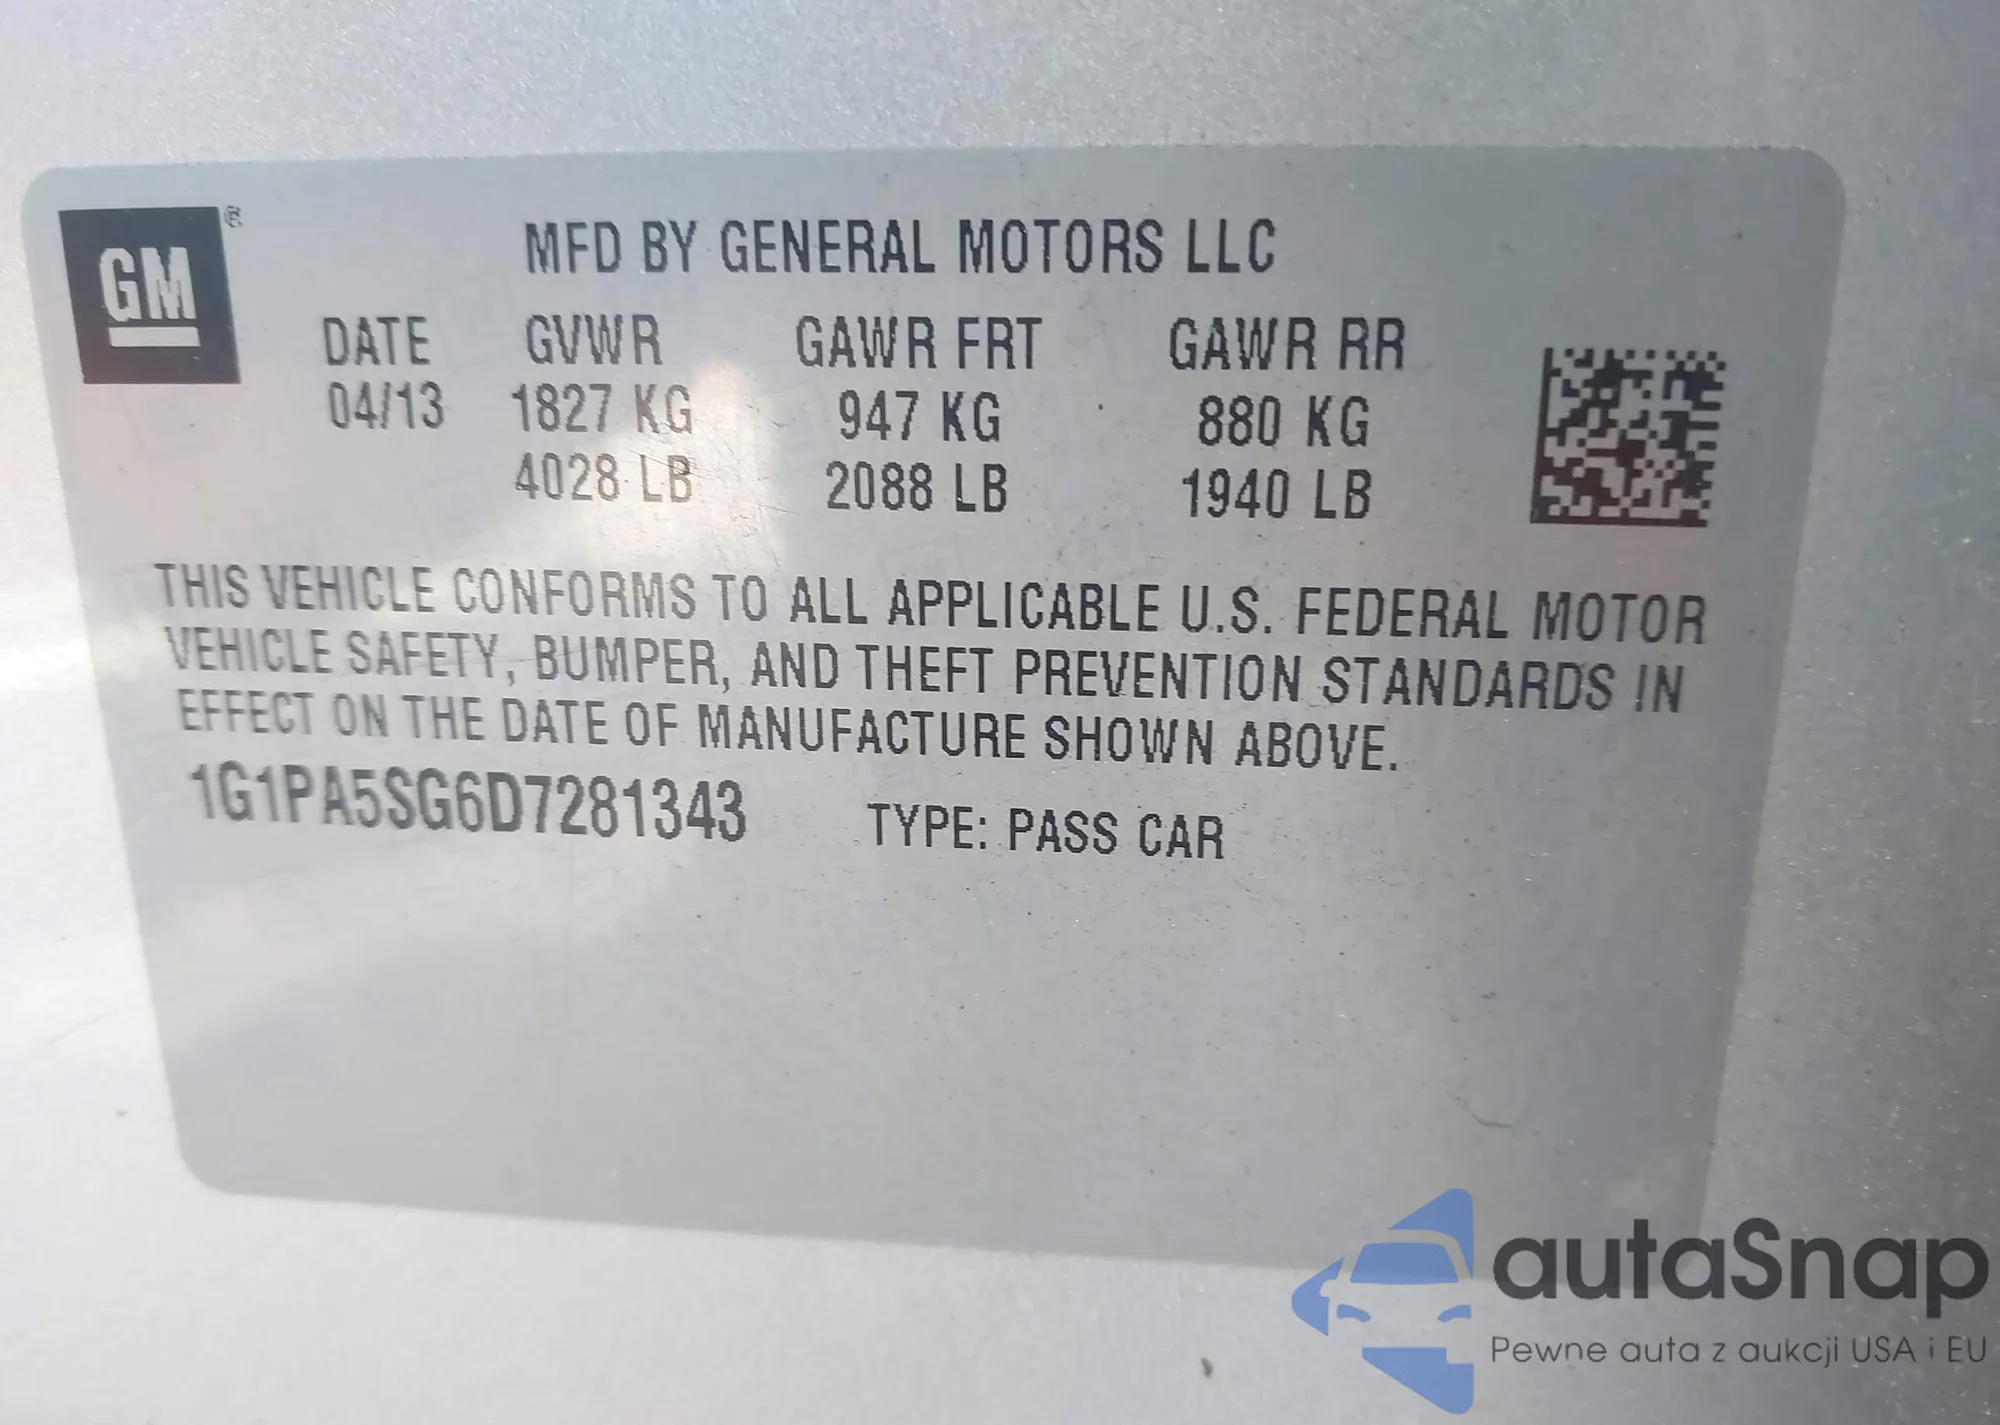 GM ®
MFD BY GENERAL MOTORS LLC
DATE GVWR GAWR FRT GAWR RR
04/13 1827 KG 947 KG 880 KG
4028 LB 2088 LB 1940 LB
THIS VEHICLE CONFORMS TO ALL APPLICABLE U.S. FEDERAL MOTOR
VEHICLE SAFETY, BUMPER, AND THEFT PREVENTION STANDARDS IN
EFFECT ON THE DATE OF MANUFACTURE SHOWN ABOVE.
1G1PA5SG6D7281343 TYPE: PASS CAR
autaSnap
Pewne auta z aukcji USA i EU